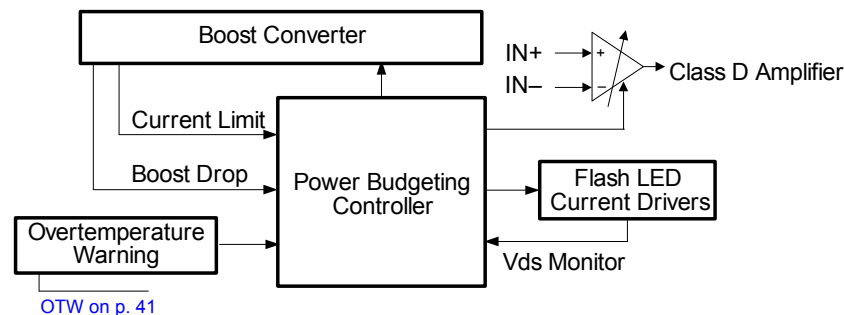 Boost Converter
IN+
IN–
+
–
Class D Amplifier
Current Limit
Boost Drop
Power Budgeting
Controller
Flash LED
Current Drivers
Overtemperature
Warning
Vds Monitor
OTW on p. 41